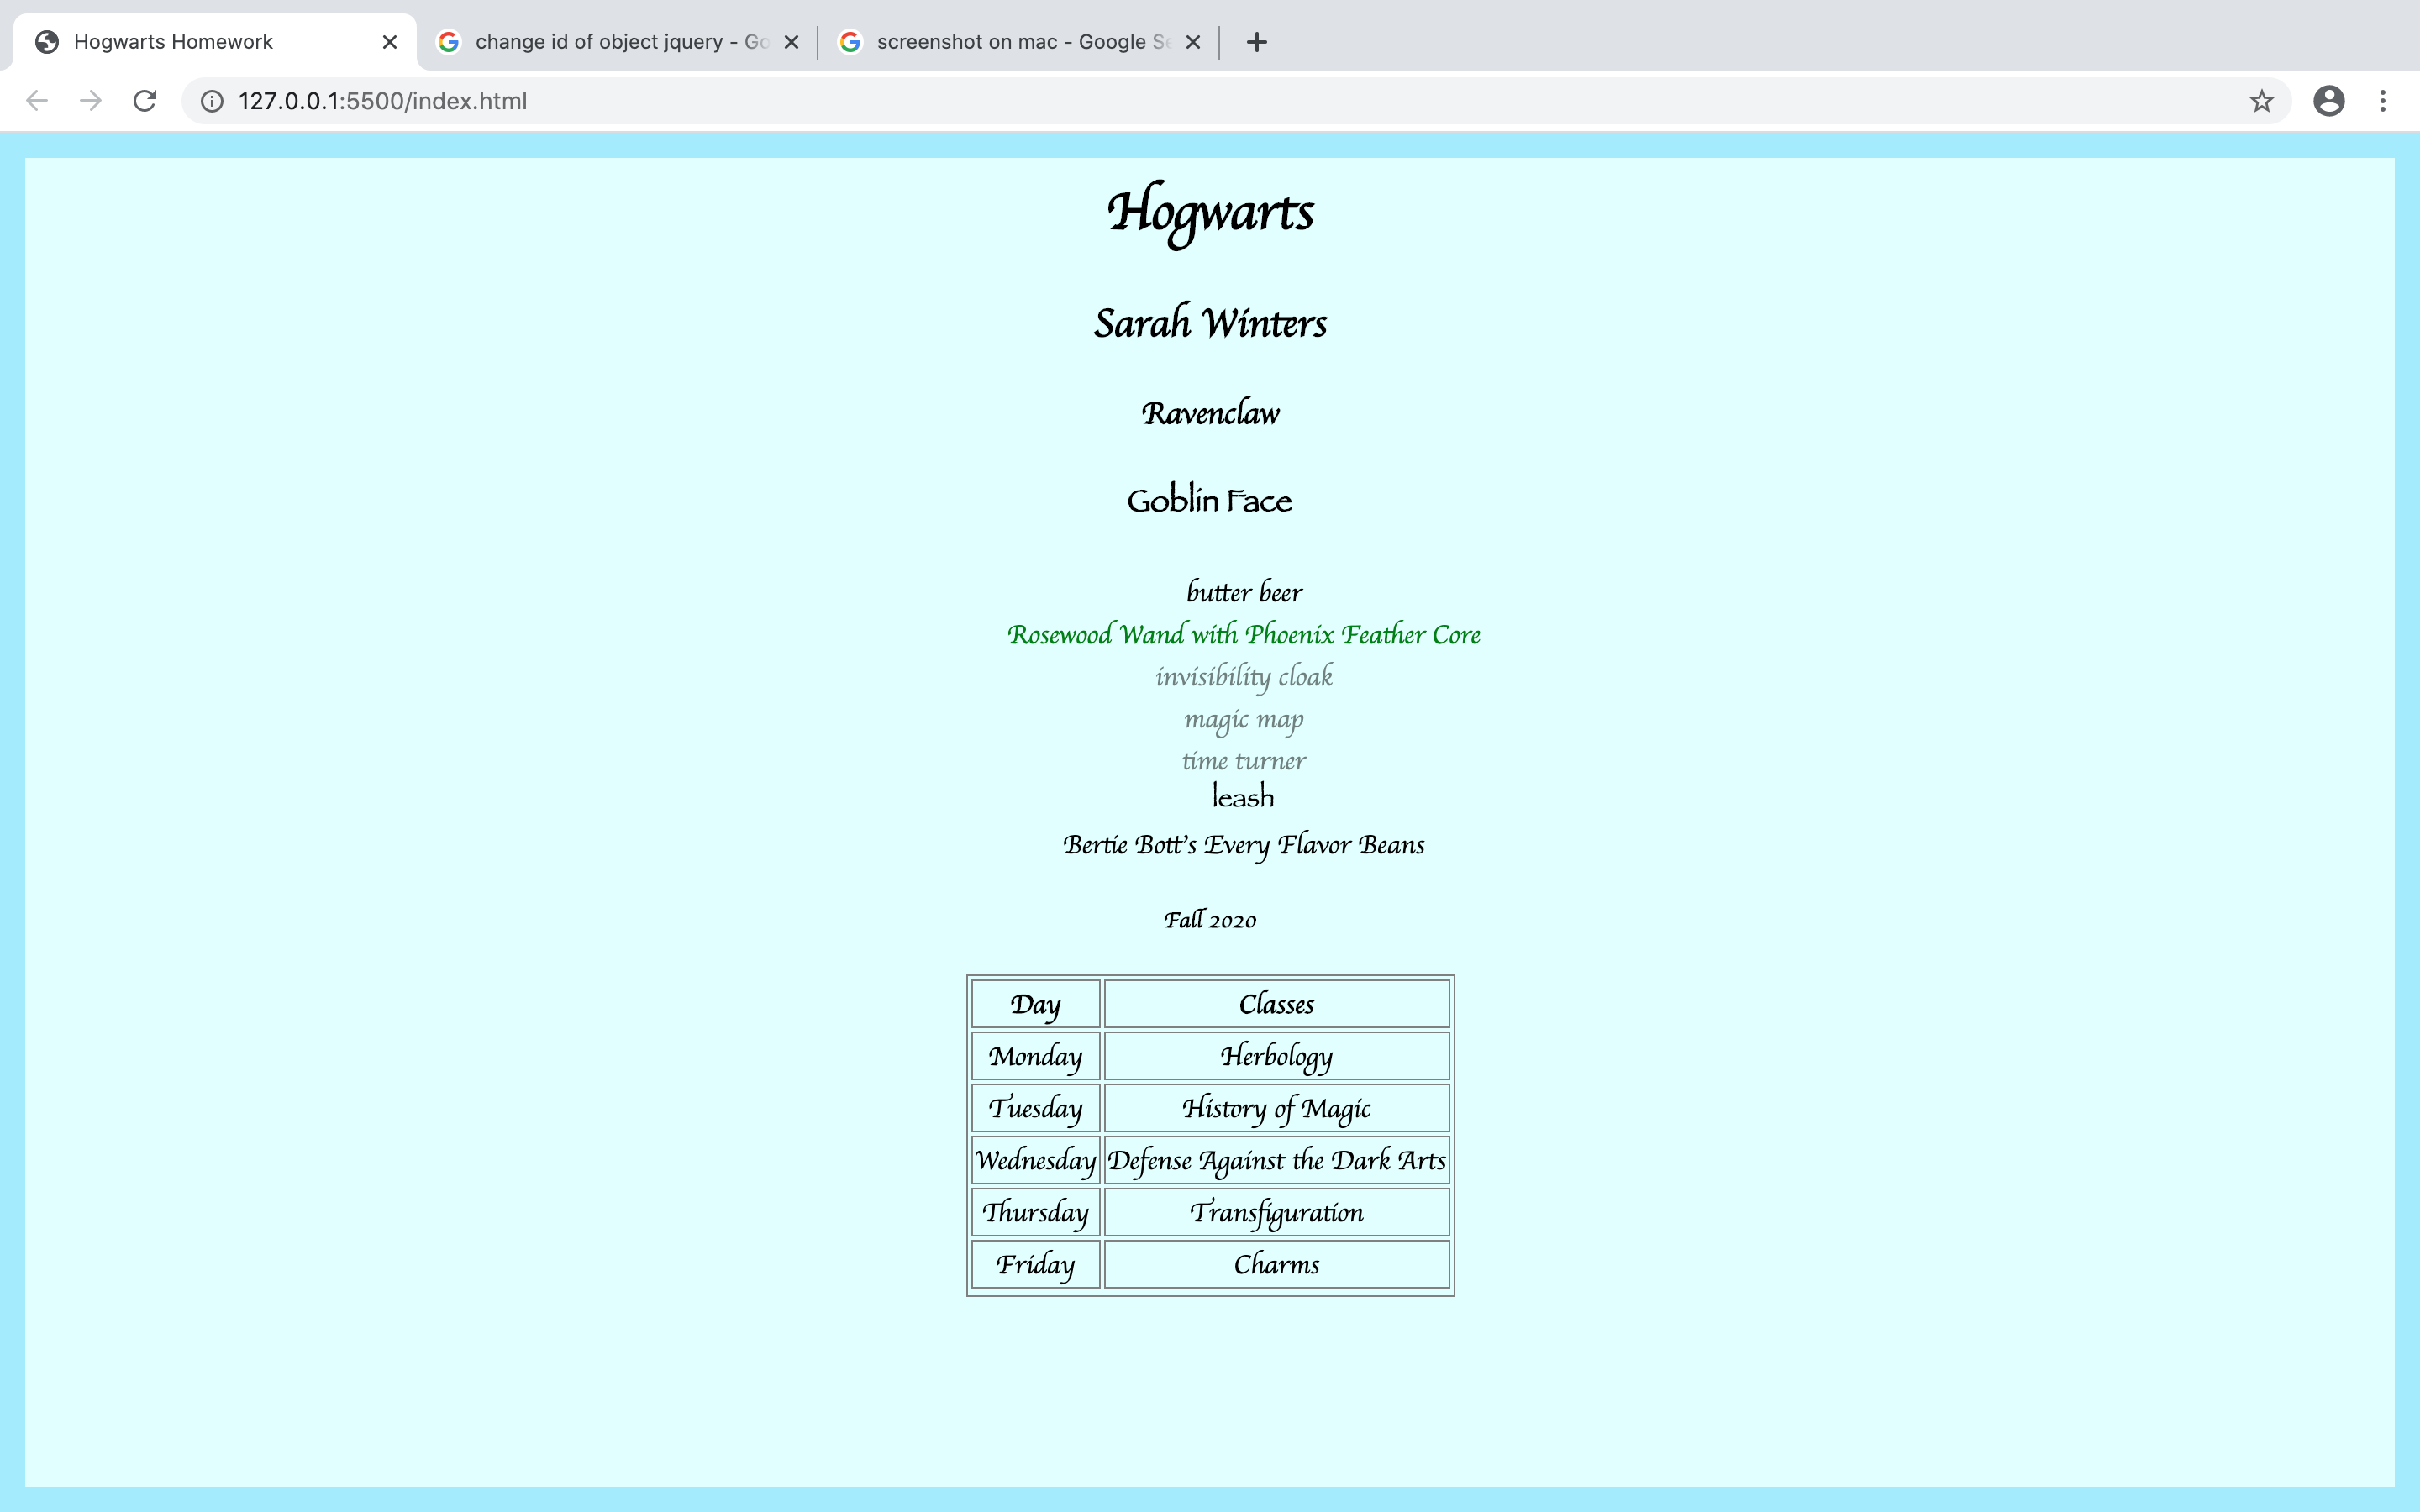 Hogwarts Homework
change id of object jquery - Go
screenshot on mac - Google Se
127.0.0.1:5500/index.html
Hogwarts
Sarah Winters
Ravenclaw
Goblin Face
butter beer
Rosewood Wand with Phoenix Feather Core
invisibility cloak
magic map
time turner
leash
Bertie Bott's Every Flavor Beans
Fall 2020
Day Classes
Monday Herbology
Tuesday History of Magic
Wednesday Defense Against the Dark Arts
Thursday Transfiguration
Friday Charms